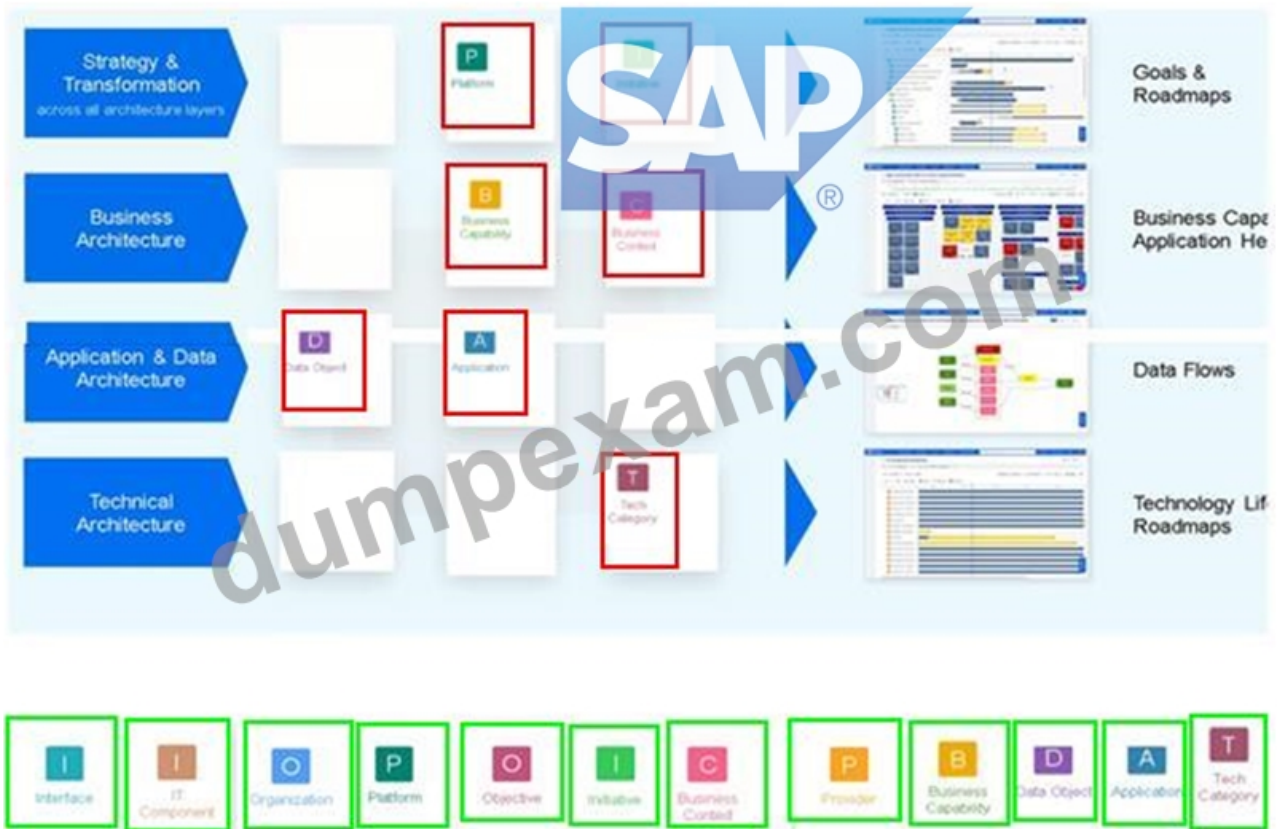 Strategy &
Transformation
across all architecture layers
P
Platform
I
Initiative
SAP
®
Goals &
Roadmaps
Business
Architecture
B
Business
Capability
C
Business
Context
Business Capa
Application He
Application & Data
Architecture
D
Data Object
A
Application
Data Flows
Technical
Architecture
T
Tech
Category
Technology Lif
Roadmaps
dumpexam.com
I
Interface
I
IT
Component
O
Organization
P
Platform
O
Objective
I
Initiative
C
Business
Context
P
Provider
B
Business
Capability
D
Data Object
A
Application
T
Tech
Category